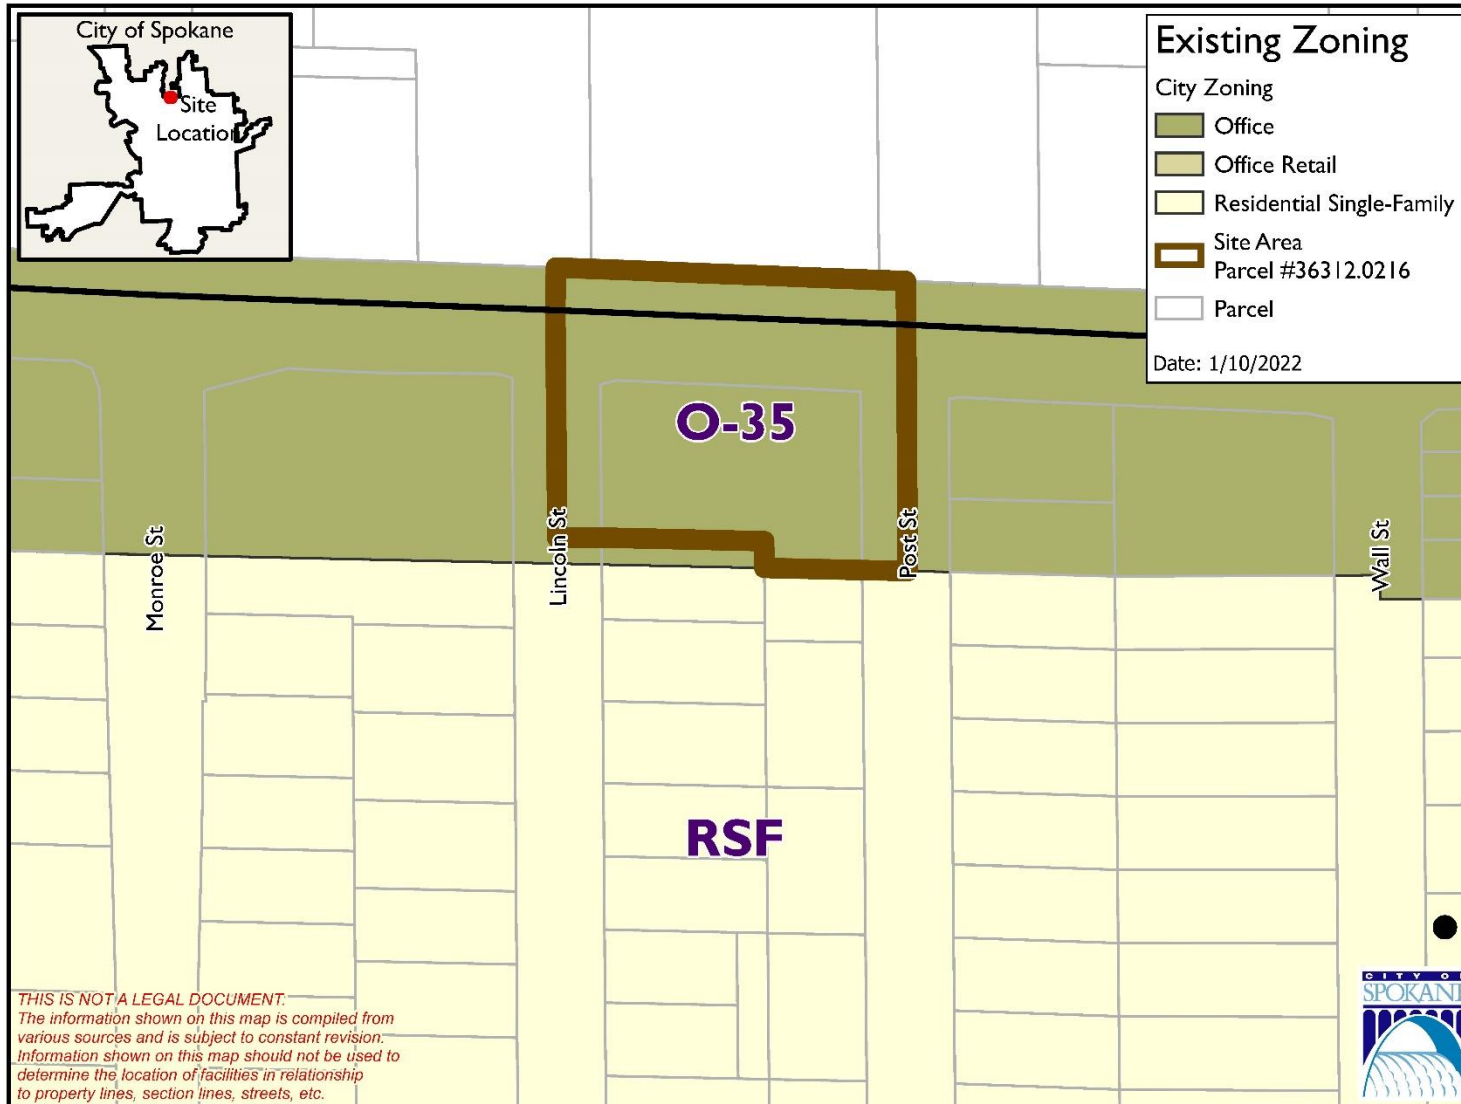 City of Spokane
Site
Location
Existing Zoning
City Zoning
Office
Office Retail
Residential Single-Family
Site Area
Parcel #36312.0216
Parcel
Date: 1/10/2022
O-35
Monroe St
Lincoln St
Post St
Wall St
RSF
THIS IS NOT A LEGAL DOCUMENT:
The information shown on this map is compiled from
various sources and is subject to constant revision.
Information shown on this map should not be used to
determine the location of facilities in relationship
to property lines, section lines, streets, etc.
CITY O
SPOKAN